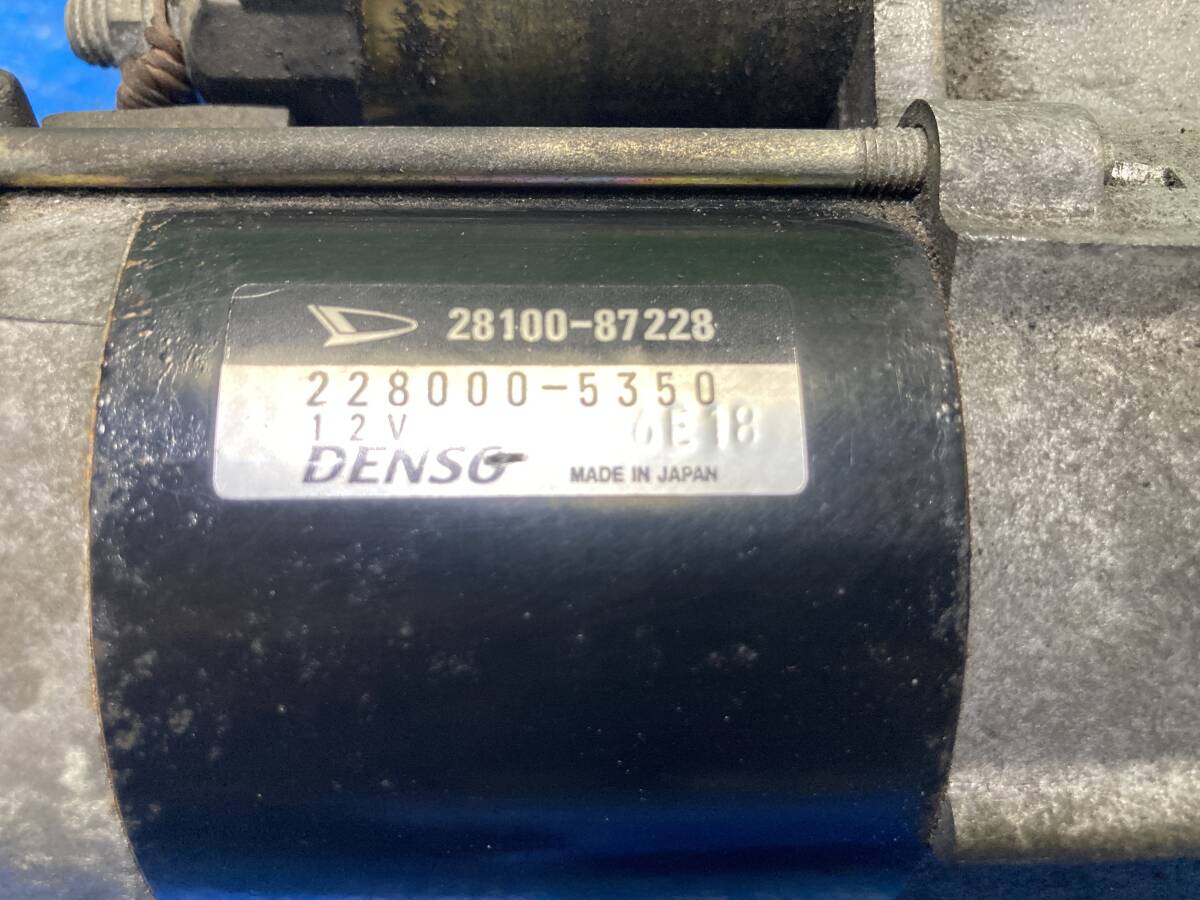 28100-87228
228000-5350
12V 6E18
DENSO MADE IN JAPAN